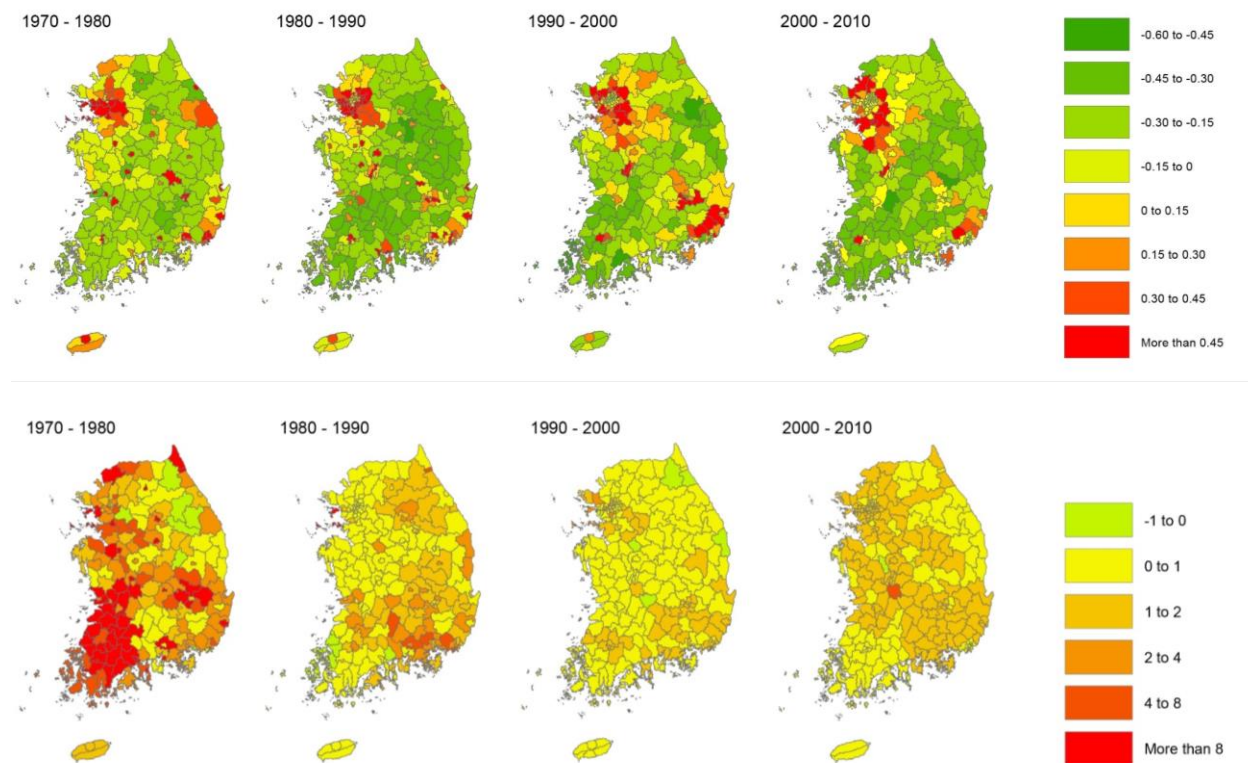 1970 - 1980
1980 - 1990
1990 - 2000
2000 - 2010
-0.60 to -0.45
-0.45 to -0.30
-0.30 to -0.15
-0.15 to 0
0 to 0.15
0.15 to 0.30
0.30 to 0.45
More than 0.45
1970 - 1980
1980 - 1990
1990 - 2000
2000 - 2010
-1 to 0
0 to 1
1 to 2
2 to 4
4 to 8
More than 8